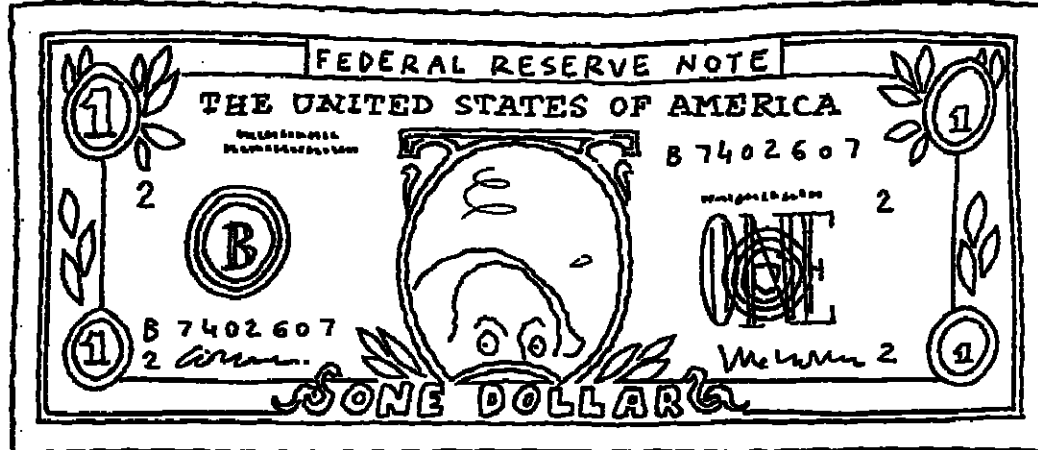 FEDERAL RESERVE NOTE
1 1
THE UNITED STATES OF AMERICA
B 7402607
2 2
B
ONE
B 7402607
1 1
2 2
ONE DOLLAR